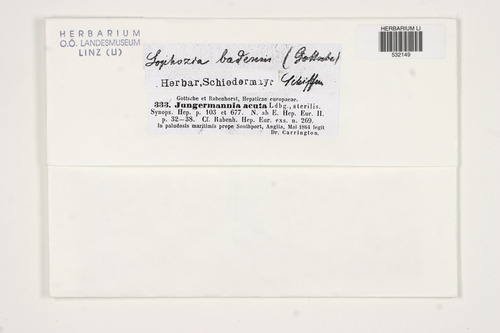 HERBARIUM
O.Ö. LANDESMUSEUM
LINZ (LI)
HERBARIUM LI
532149
Lophozia badensis (Gottsche)
Herbar, Schiedermayr Schiffn
Gottsche et Rabenhorst, Hepaticae europaeae.
333. Jungermannia acuta Ldbg., sterilis.
Synops. Hep. p. 103 et 677. N. ab E. Hep. Eur. II.
p. 32—38. Cf. Rabenh. Hep. Eur. exs. n. 269.
In paludosis maritimis prope Southport, Anglia, Mai 1864 legit
Dr. Carrington.